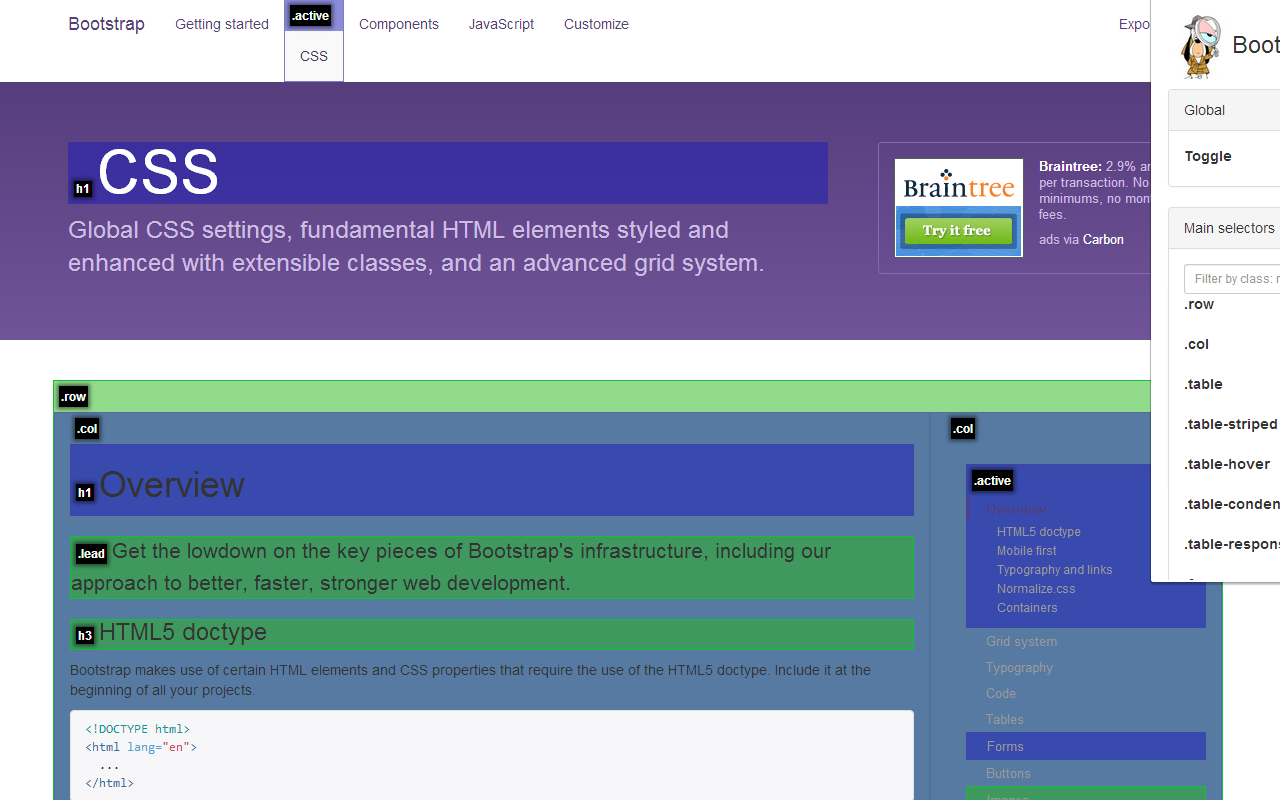 Bootstrap
Getting started
.active
CSS
Components
JavaScript
Customize
Expo
Boot
Global
Toggle
Main selectors
Filter by class:
.row
.col
.table
.table-striped
.table-hover
.table-conden
.table-respons
h1 CSS
Global CSS settings, fundamental HTML elements styled and
enhanced with extensible classes, and an advanced grid system.
Braintree
Try it free
Braintree: 2.9% a
per transaction. No
minimums, no mon
fees.
ads via Carbon
.row
.col
h1 Overview
.lead Get the lowdown on the key pieces of Bootstrap's infrastructure, including our
approach to better, faster, stronger web development.
h3 HTML5 doctype
Bootstrap makes use of certain HTML elements and CSS properties that require the use of the HTML5 doctype. Include it at the
beginning of all your projects.
<!DOCTYPE html>
<html lang="en">
...
</html>
.col
.active
Overview
HTML5 doctype
Mobile first
Typography and links
Normalize.css
Containers
Grid system
Typography
Code
Tables
Forms
Buttons
Images